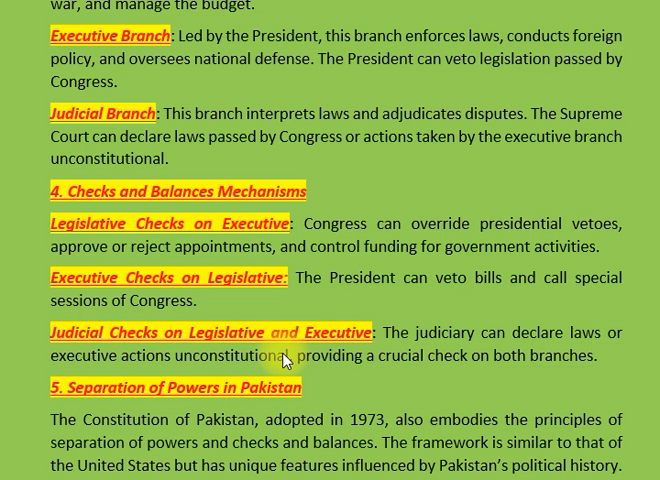 war, and manage the budget.
Executive Branch: Led by the President, this branch enforces laws, conducts foreign
policy, and oversees national defense. The President can veto legislation passed by
Congress.
Judicial Branch: This branch interprets laws and adjudicates disputes. The Supreme
Court can declare laws passed by Congress or actions taken by the executive branch
unconstitutional.
4. Checks and Balances Mechanisms
Legislative Checks on Executive: Congress can override presidential vetoes,
approve or reject appointments, and control funding for government activities.
Executive Checks on Legislative: The President can veto bills and call special
sessions of Congress.
Judicial Checks on Legislative and Executive: The judiciary can declare laws or
executive actions unconstitutional, providing a crucial check on both branches.
5. Separation of Powers in Pakistan
The Constitution of Pakistan, adopted in 1973, also embodies the principles of
separation of powers and checks and balances. The framework is similar to that of
the United States but has unique features influenced by Pakistan’s political history.